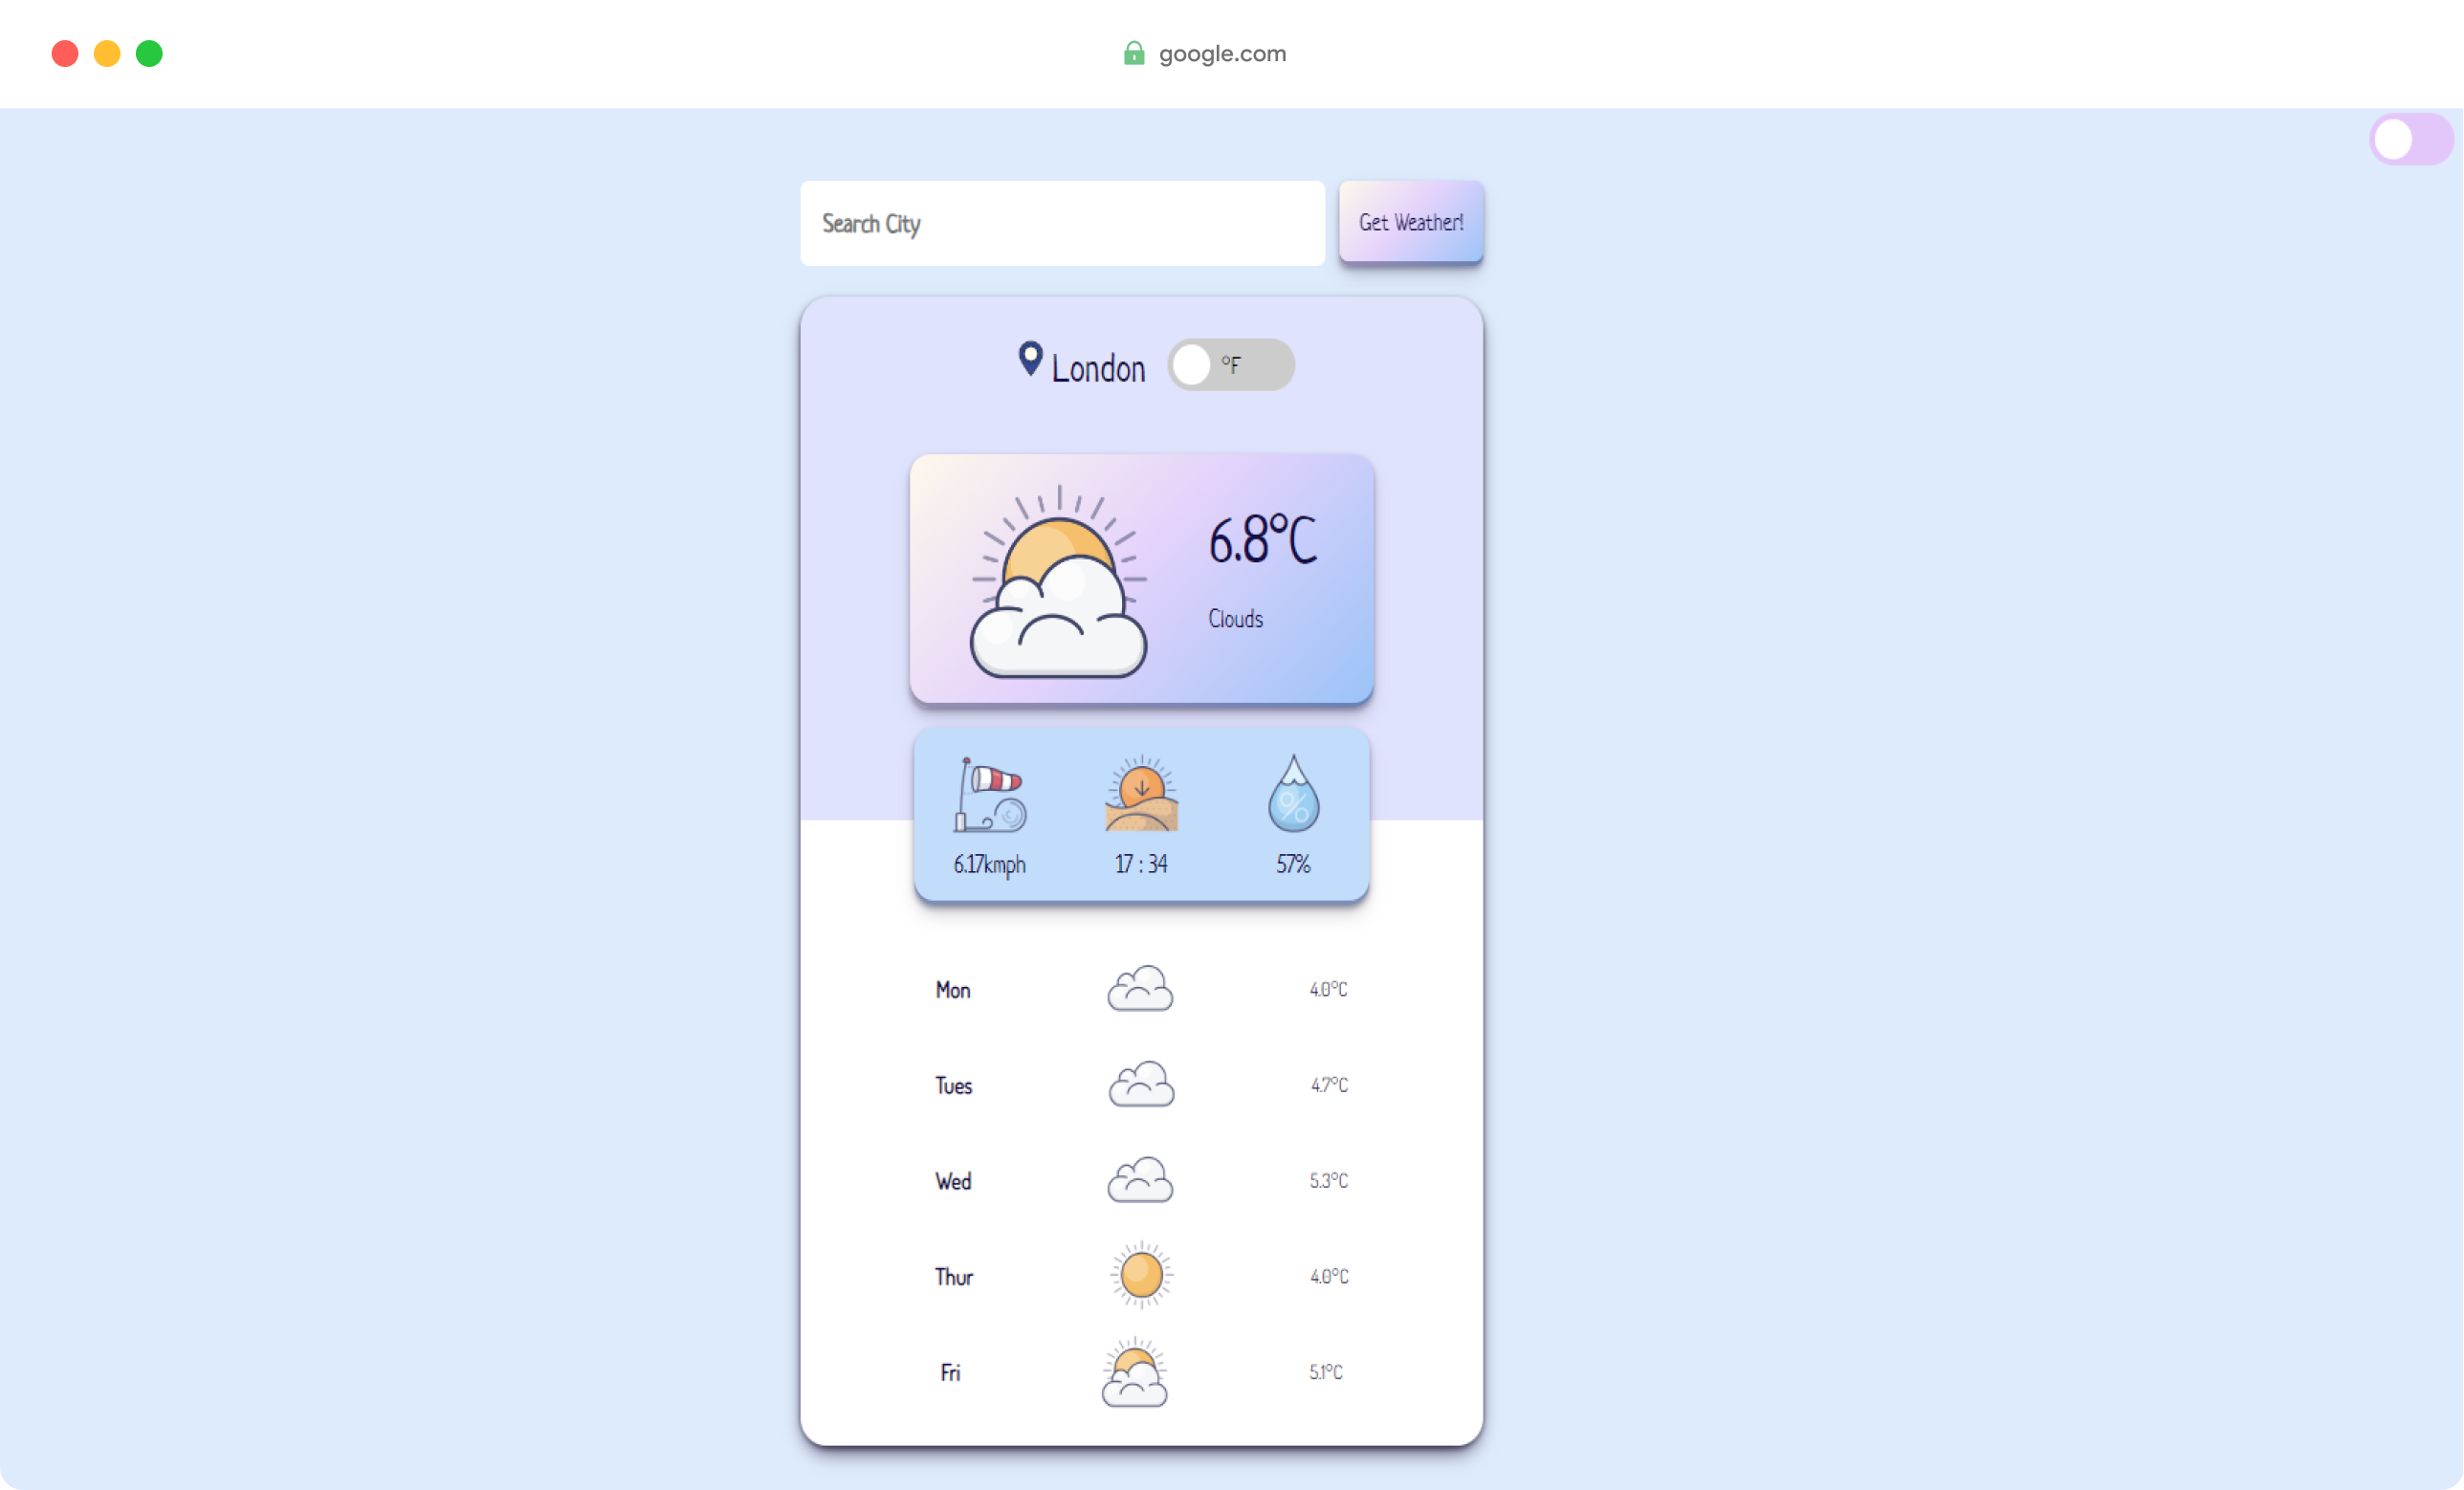 google.com
Search City
Get Weather!
London
°F
6.8°C
Clouds
6.17kmph
17 : 34
57%
Mon
4.0°C
Tues
4.7°C
Wed
5.3°C
Thur
4.0°C
Fri
5.1°C